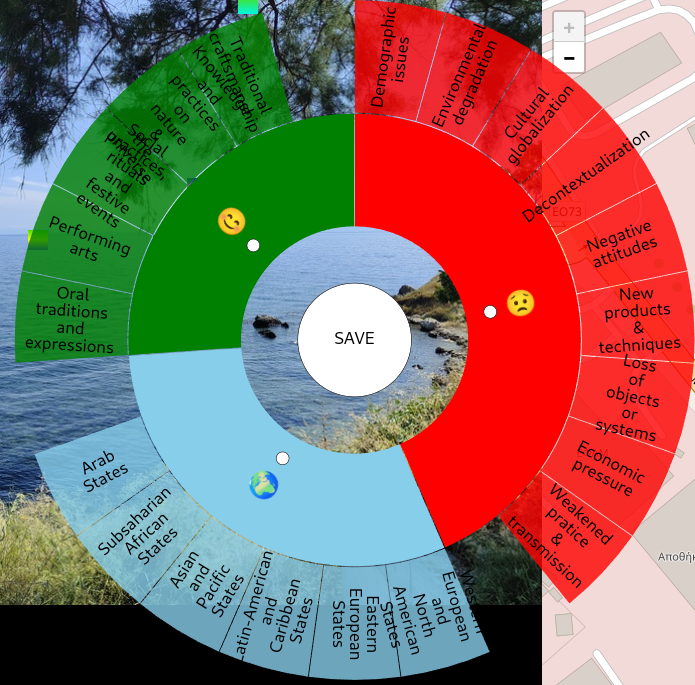 Demographic
issues
Environmental
degradation
Cultural
globalization
Decontextualization
Negative
attitudes
New
products
&
techniques
Loss
of
objects
or
systems
Economic
pressure
Weakened
pratice
&
transmission
Western
European
and
North
American
States
Eastern
European
States
Latin-American
and
Caribbean
States
Asian
and
Pacific
States
Subsaharian
African
States
Arab
States
Oral
traditions
and
expressions
Performing
arts
Social
practices,
rituals
&
and
festive
events
Knowledge
and
practices
on
nature
Traditional
craftsmanship
SAVE
+
-
EO73
Αποθήκ